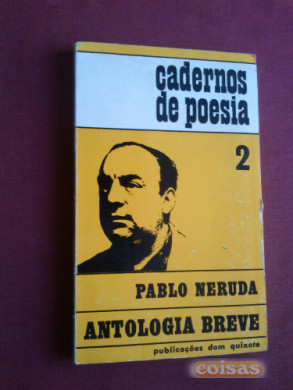 cadernos
de poesia
2
PABLO NERUDA
ANTOLOGIA BREVE
publicações dom quixote
coisas